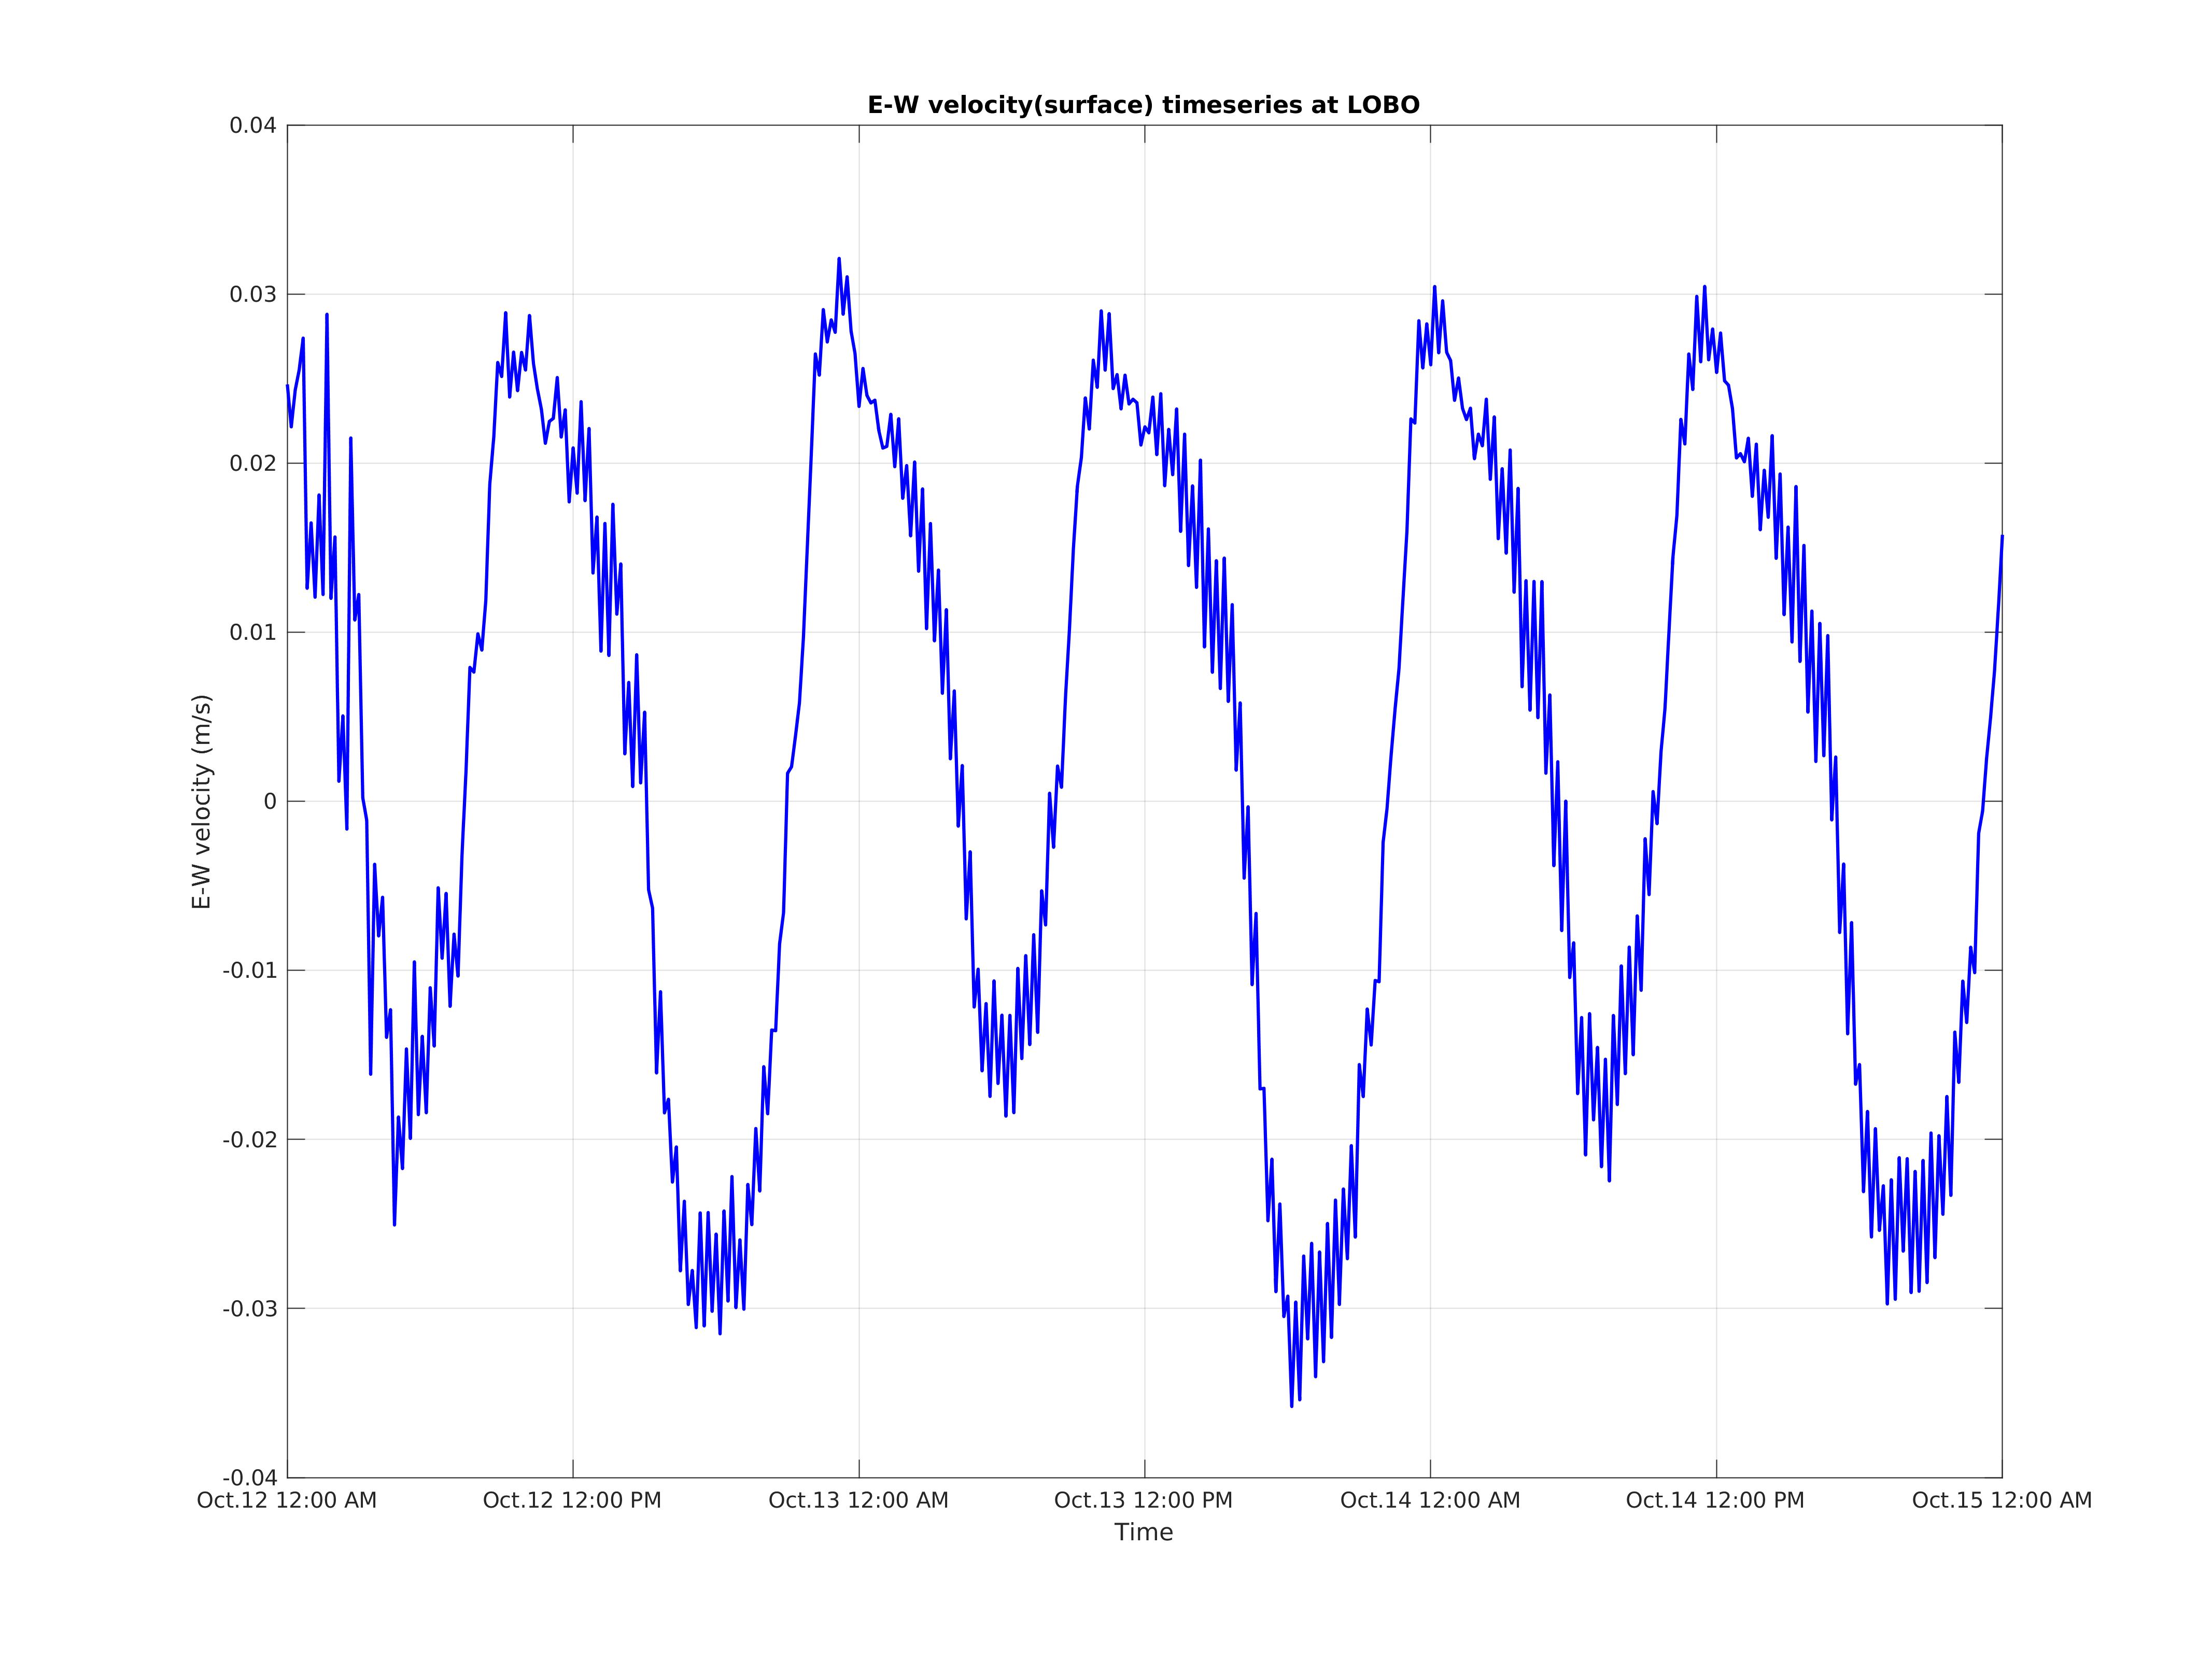 E-W velocity(surface) timeseries at LOBO
0.04
0.03
0.02
0.01
0
-0.01
-0.02
-0.03
-0.04
E-W velocity (m/s)
Oct.12 12:00 AM Oct.12 12:00 PM Oct.13 12:00 AM Oct.13 12:00 PM Oct.14 12:00 AM Oct.14 12:00 PM Oct.15 12:00 AM
Time